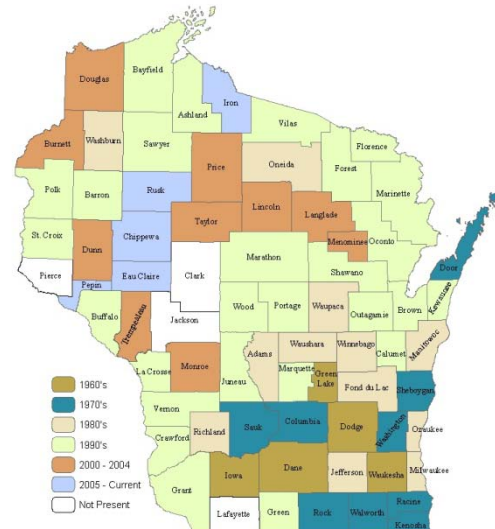 Douglas
Bayfield
Ashland
Iron
Vilas
Burnett
Washburn
Sawyer
Price
Oneida
Florence
Forest
Marinette
Polk
Barron
Rusk
Taylor
Lincoln
Langlade
Menominee
Oconto
St. Croix
Dunn
Chippewa
Marathon
Shawano
Door
Pierce
Pepin
Eau Claire
Clark
Kewaunee
Buffalo
Trempealeau
Jackson
Wood
Portage
Waupaca
Outagamie
Brown
Manitowoc
La Crosse
Monroe
Juneau
Adams
Waushara
Winnebago
Calumet
Marquette
Green
Lake
Fond du Lac
Sheboygan
Vernon
Crawford
Richland
Sauk
Columbia
Dodge
Washington
Ozaukee
Grant
Iowa
Dane
Jefferson
Waukesha
Milwaukee
Lafayette
Green
Rock
Walworth
Racine
Kenosha
1960's
1970's
1980's
1990's
2000 - 2004
2005 - Current
Not Present